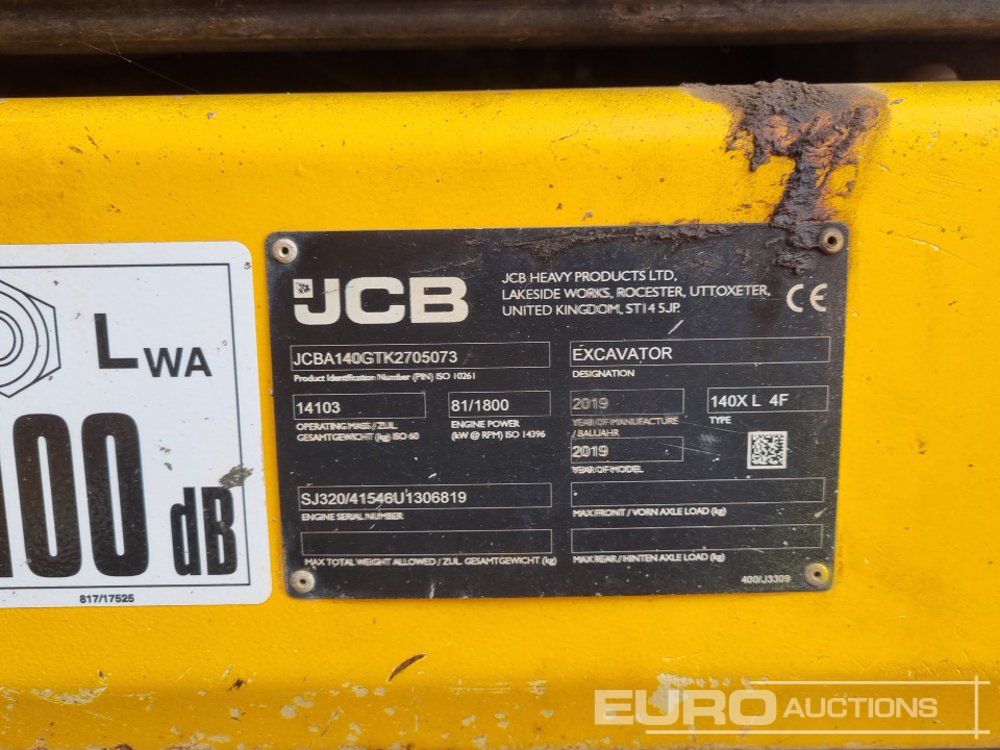 LWA
100 dB
817/17525
JCB
JCB HEAVY PRODUCTS LTD,
LAKESIDE WORKS, ROCESTER, UTTOXETER,
UNITED KINGDOM, ST14 5JP.
CE
JCBA140GTK2705073
Product Identification Number (PIN) ISO 10261
EXCAVATOR
DESIGNATION
14103
OPERATING MASS / ZUL.
GESAMTGEWICHT (kg) ISO 60
81/1800
ENGINE POWER
(kW @ RPM) ISO 14396
2019
YEAR OF MANUFACTURE
/ BAUJAHR
140X L 4F
TYPE
2019
YEAR OF MODEL
SJ320/41546U1306819
ENGINE SERIAL NUMBER
MAX FRONT / VORN AXLE LOAD (kg)
MAX TOTAL WEIGHT ALLOWED / ZUL. GESAMTGEWICHT (kg)
MAX REAR / HINTEN AXLE LOAD (kg)
400/J3309
EURO AUCTIONS